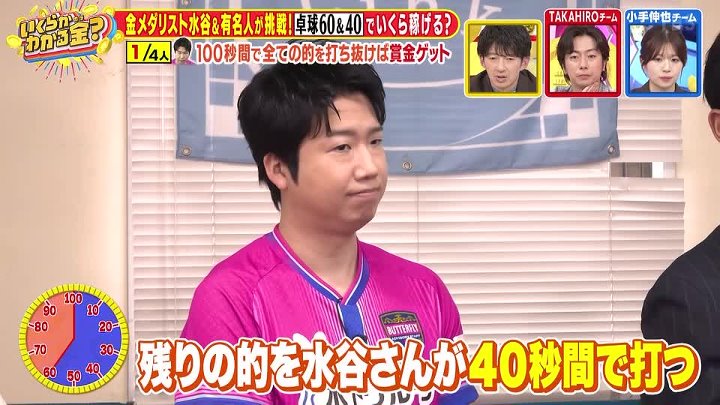 いくらかわかる金?
金メダリスト水谷&有名人が挑戦!卓球60&40でいくら稼げる?
1/4人
100秒間で全ての的を打ち抜けば賞金ゲット
TAKAHIROチーム
小手伸也チーム
BUTTERFLY
100
90
10
80
20
70
30
60
40
50
残りの的を水谷さんが40秒間で打つ